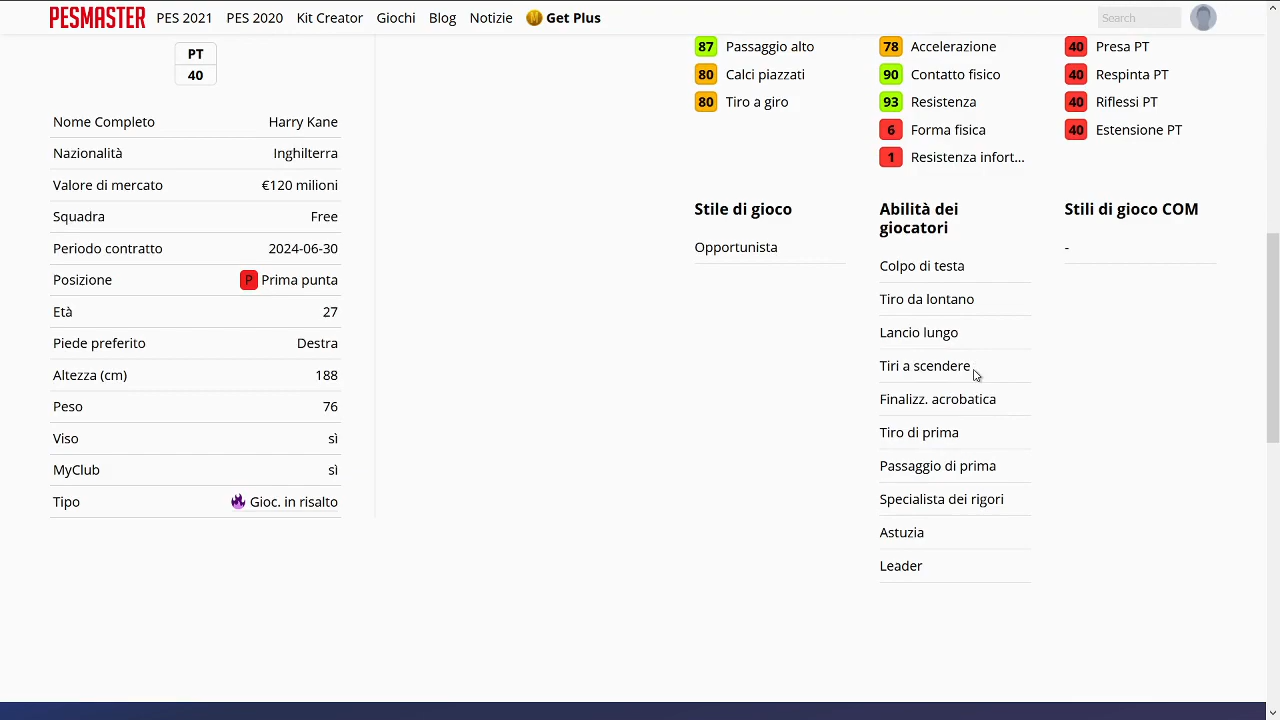 PESMASTER PES 2021 PES 2020 Kit Creator Giochi Blog Notizie M Get Plus Search
PT
40
Nome Completo Harry Kane
Nazionalità Inghilterra
Valore di mercato €120 milioni
Squadra Free
Periodo contratto 2024-06-30
Posizione P Prima punta
Età 27
Piede preferito Destra
Altezza (cm) 188
Peso 76
Viso sì
MyClub sì
Tipo Gioc. in risalto
87 Passaggio alto
80 Calci piazzati
80 Tiro a giro
78 Accelerazione
90 Contatto fisico
93 Resistenza
6 Forma fisica
1 Resistenza infort...
40 Presa PT
40 Respinta PT
40 Riflessi PT
40 Estensione PT
Stile di gioco
Opportunista
Abilità dei
giocatori
Colpo di testa
Tiro da lontano
Lancio lungo
Tiri a scendere
Finalizz. acrobatica
Tiro di prima
Passaggio di prima
Specialista dei rigori
Astuzia
Leader
Stili di gioco COM
-